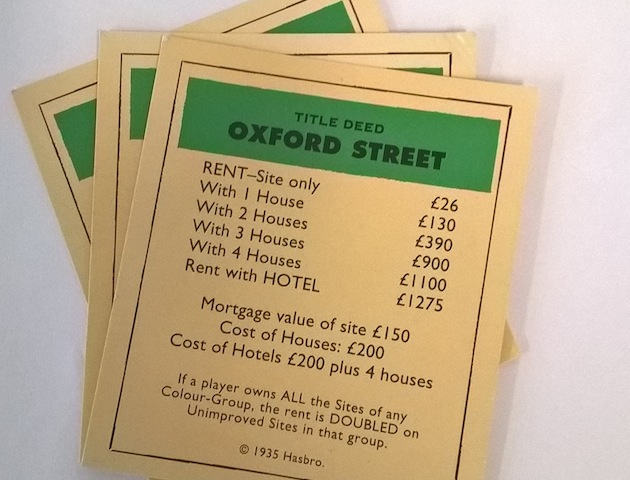 TITLE DEED
OXFORD STREET
RENT–Site only £26
With 1 House £130
With 2 Houses £390
With 3 Houses £900
With 4 Houses £1100
Rent with HOTEL £1275
Mortgage value of site £150
Cost of Houses: £200
Cost of Hotels £200 plus 4 houses
If a player owns ALL the Sites of any
Colour-Group, the rent is DOUBLED on
Unimproved Sites in that group.
© 1935 Hasbro.